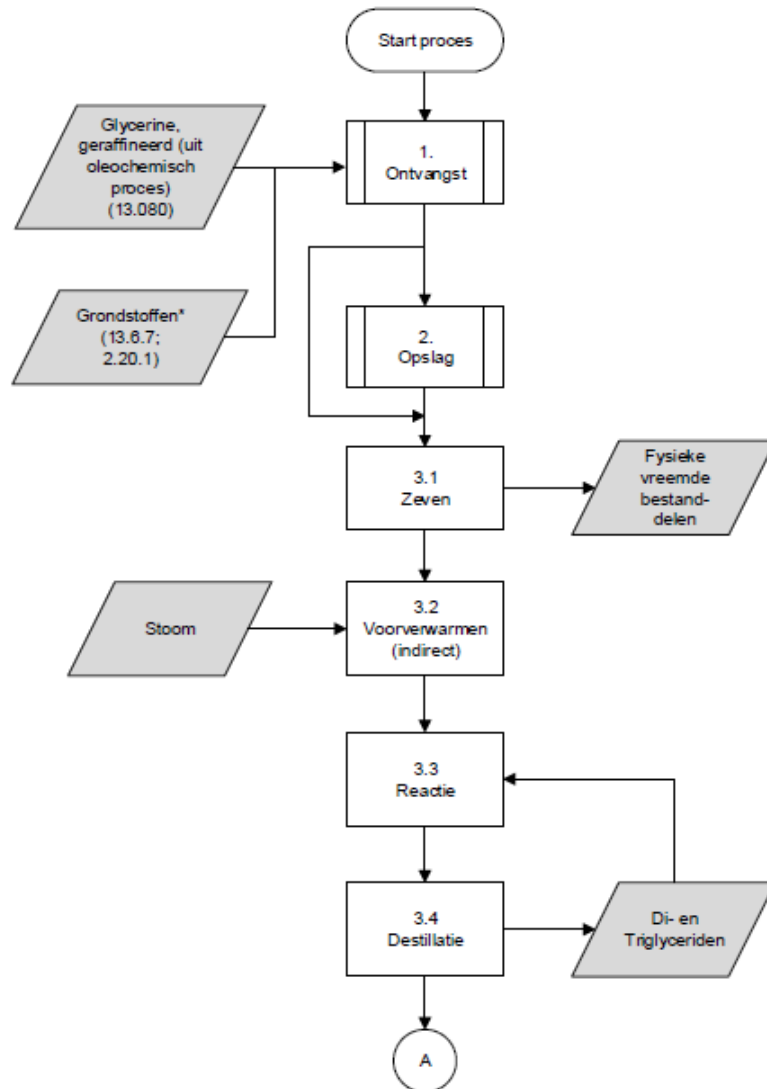 Start proces
Glycerine,
geraffineerd (uit
oleochemisch
proces)
(13.080)
1.
Ontvangst
Grondstoffen*
(13.6.7;
2.20.1)
2.
Opslag
3.1
Zeven
Fysieke
vreemde
bestand-
delen
Stoom
3.2
Voorverwarmen
(indirect)
3.3
Reactie
3.4
Destillatie
Di- en
Triglyceriden
A